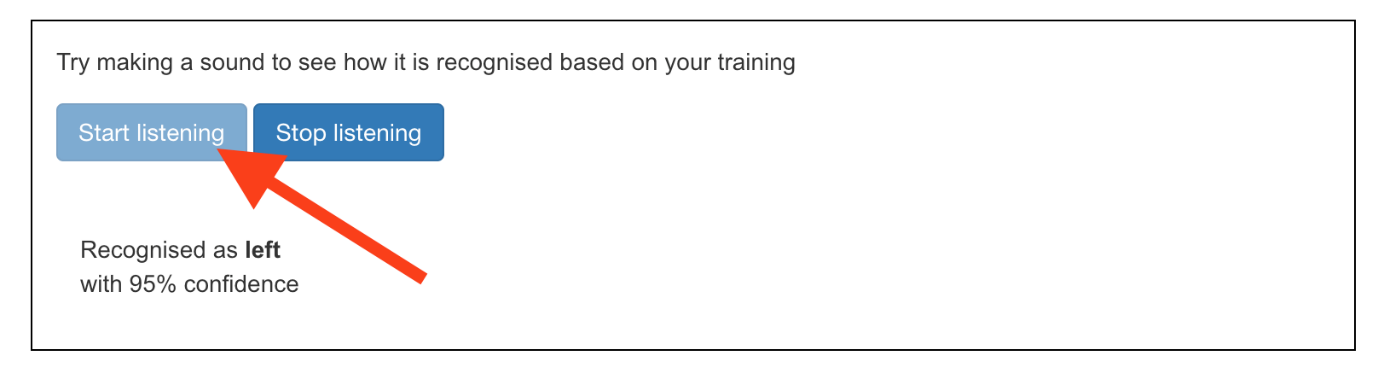 Try making a sound to see how it is recognised based on your training
Start listening Stop listening
Recognised as left
with 95% confidence